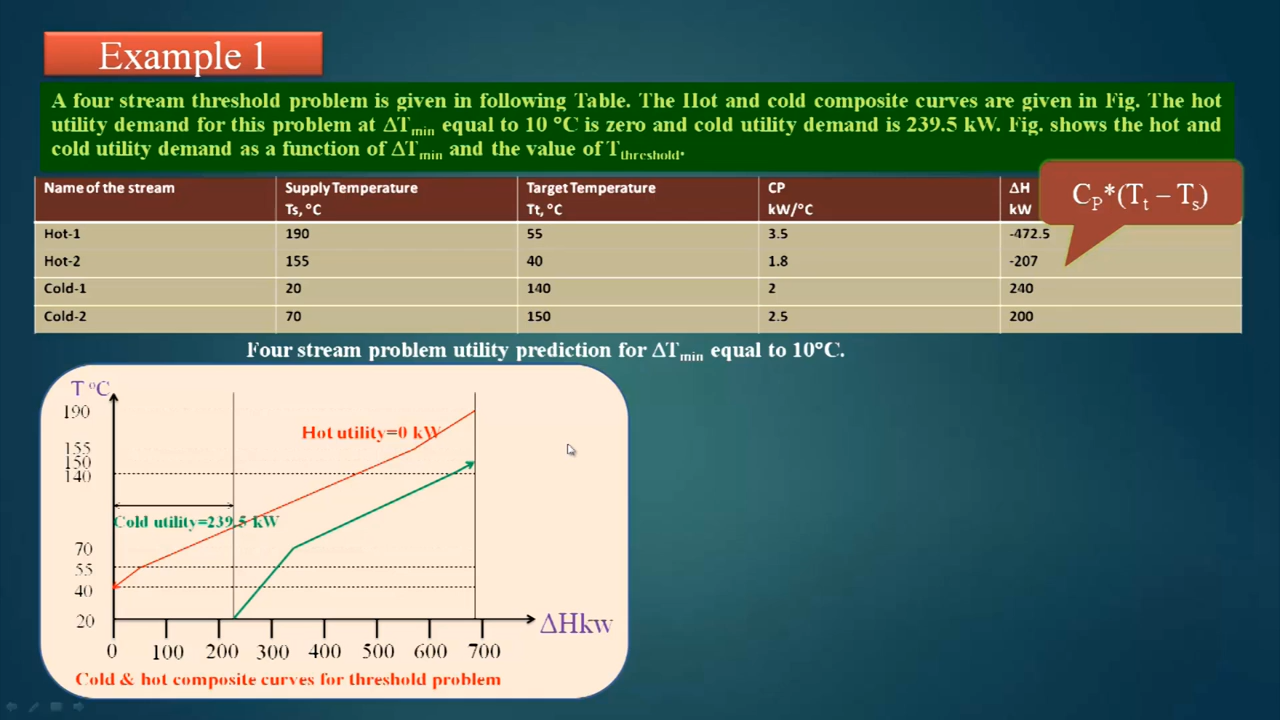 Example 1
A four stream threshold problem is given in following Table. The Hot and cold composite curves are given in Fig. The hot
utility demand for this problem at ΔTmin equal to 10 °C is zero and cold utility demand is 239.5 kW. Fig. shows the hot and
cold utility demand as a function of ΔTmin and the value of Tthreshold.
Name of the stream Supply Temperature Target Temperature CP ΔH
Ts, °C Tt, °C kW/°C kW
CP*(Tt – Ts)
Hot-1 190 55 3.5 -472.5
Hot-2 155 40 1.8 -207
Cold-1 20 140 2 240
Cold-2 70 150 2.5 200
Four stream problem utility prediction for ΔTmin equal to 10°C.
T °C
190
Hot utility=0 kW
155
150
140
Cold utility=239.5 kW
70
55
40
20
ΔHkw
0 100 200 300 400 500 600 700
Cold & hot composite curves for threshold problem